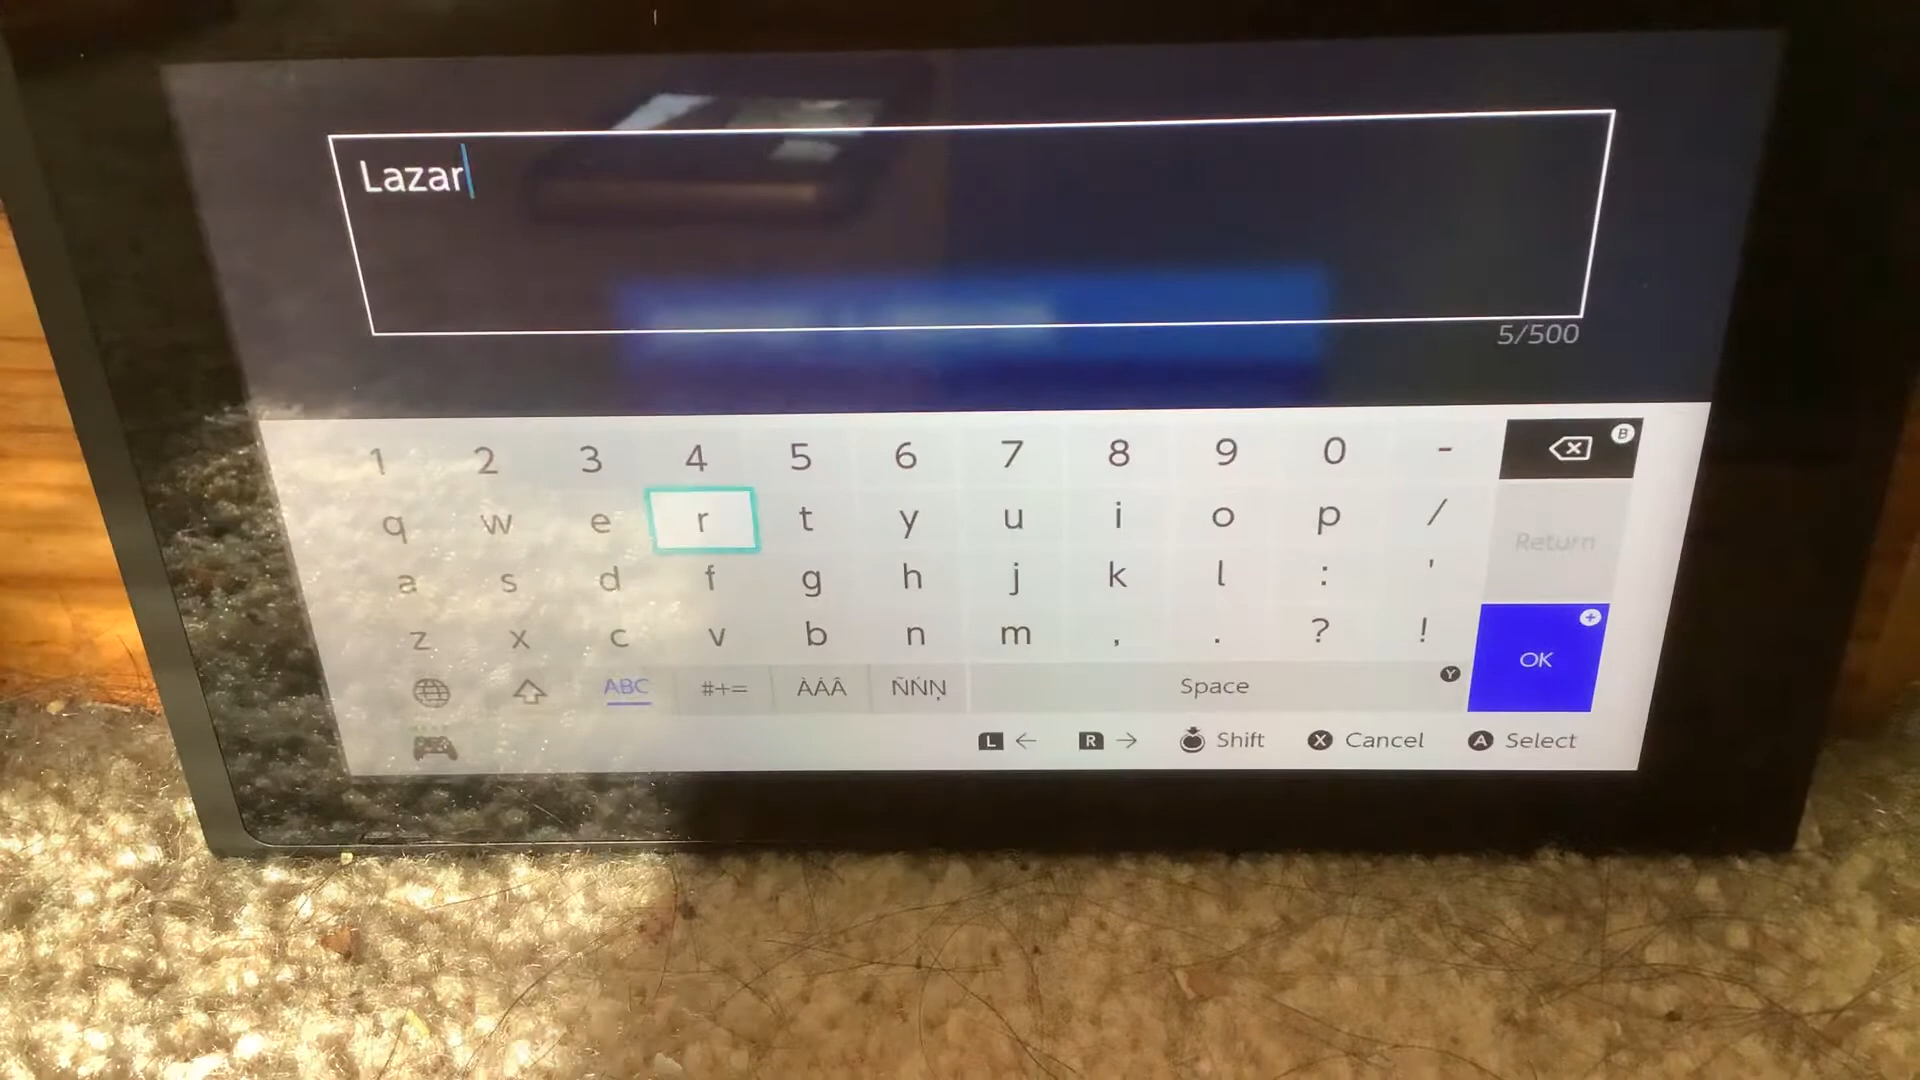 Lazar
5/500
1 2 3 4 5 6 7 8 9 0 - B
q w e r t y u i o p / Return
a s d f g h j k l : '
z x c v b n m , . ? ! + OK
ABC #+= ÀÁÂ ÑŃŅ Space Y
L ← R → Shift X Cancel A Select